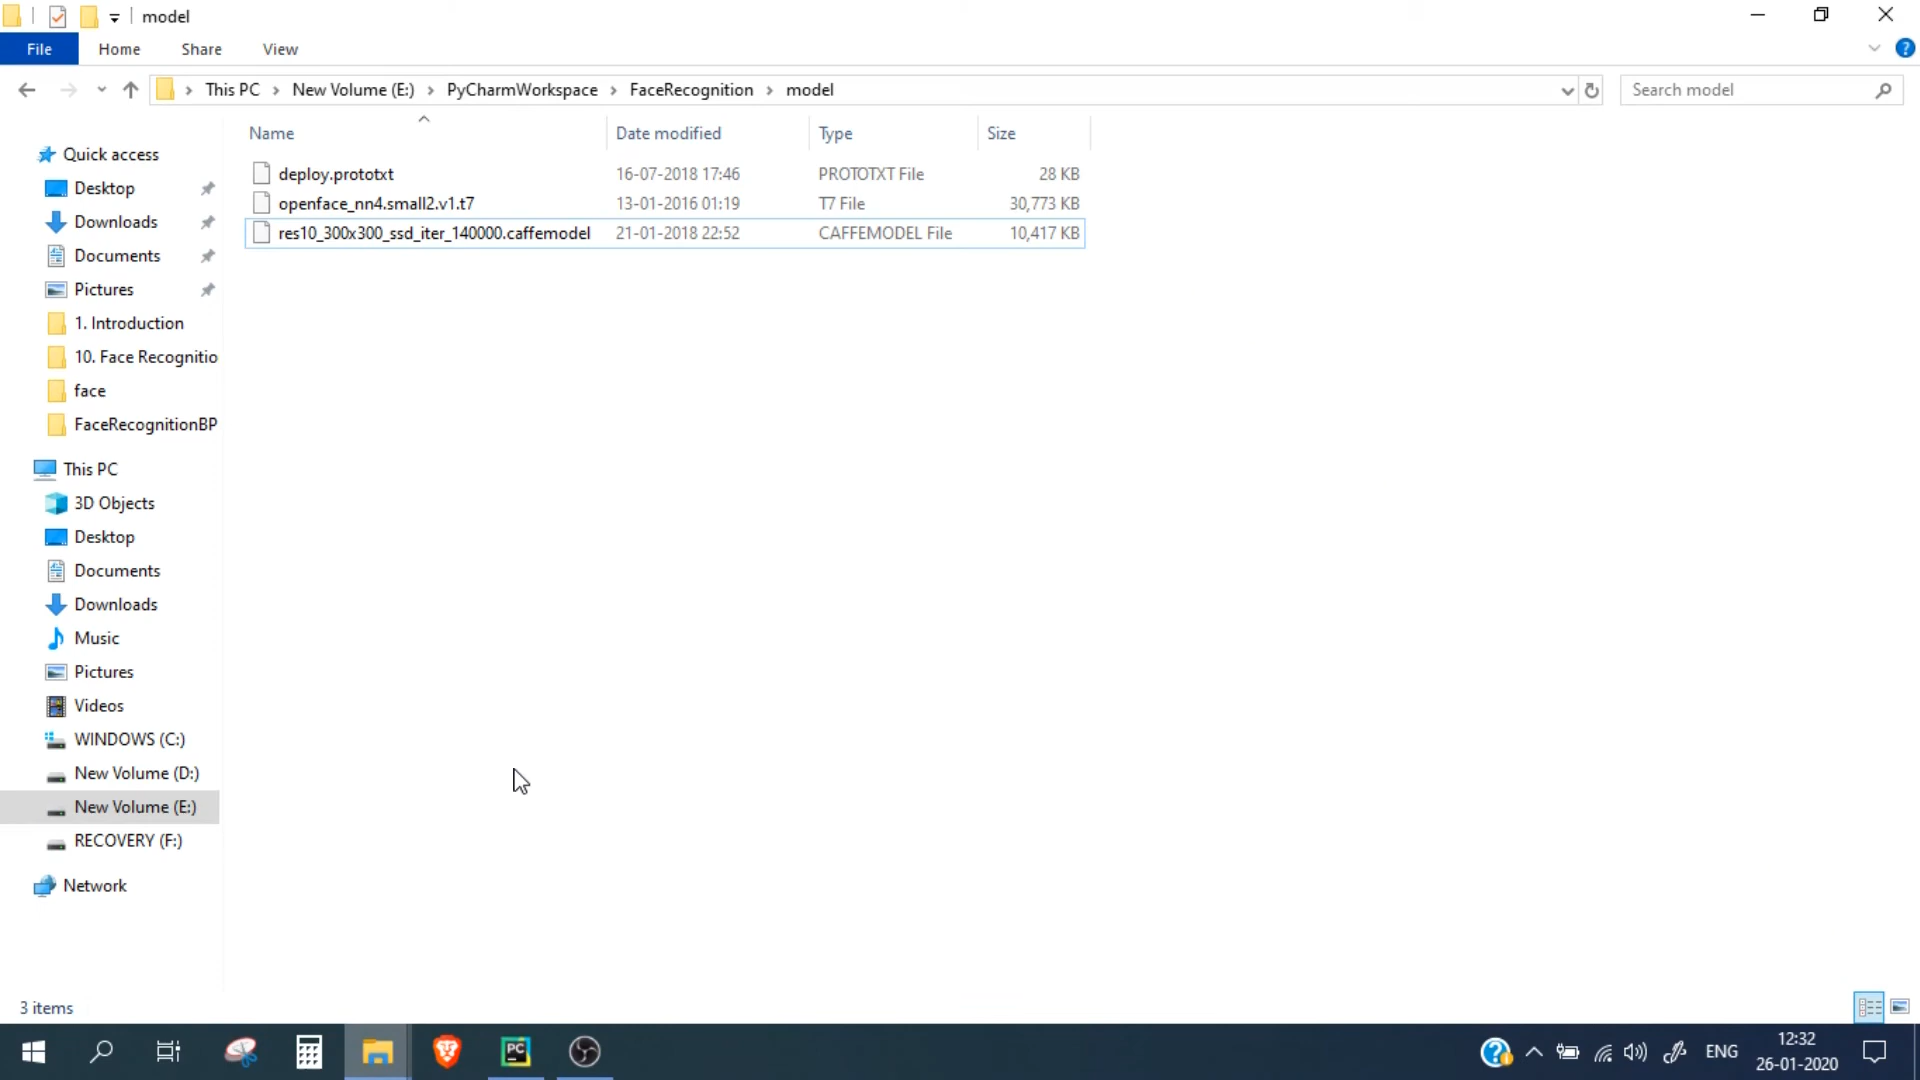 model
File Home Share View
This PC New Volume (E:) PyCharmWorkspace FaceRecognition model
Search model
Name Date modified Type Size
deploy.prototxt 16-07-2018 17:46 PROTOTXT File 28 KB
openface_nn4.small2.v1.t7 13-01-2016 01:19 T7 File 30,773 KB
res10_300x300_ssd_iter_140000.caffemodel 21-01-2018 22:52 CAFFEMODEL File 10,417 KB
Quick access
Desktop
Downloads
Documents
Pictures
1. Introduction
10. Face Recognitio
face
FaceRecognitionBP
This PC
3D Objects
Desktop
Documents
Downloads
Music
Pictures
Videos
WINDOWS (C:)
New Volume (D:)
New Volume (E:)
RECOVERY (F:)
Network
3 items
PC
ENG
12:32
26-01-2020